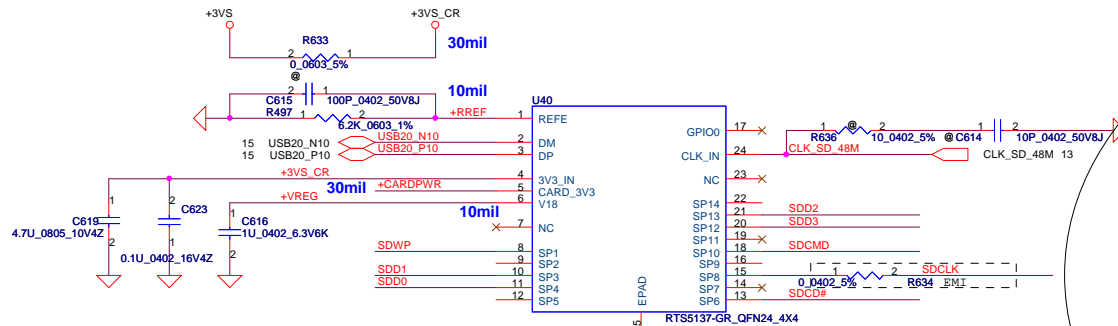 +3VS +3VS_CR
R633 30mil
2 1
0_0603_5%
@
2 1 10mil
C615 100P_0402_50V8J U40
R497 1 2 +RREF 1 REFE
6.2K_0603_1%
GPIO0 17
@
R636 1 2 10_0402_5% @ C614 1 2 10P_0402_50V8J
15 USB20_N10 USB20_N10 2 DM
15 USB20_P10 USB20_P10 3 DP
CLK_IN 24 CLK_SD_48M CLK_SD_48M 13
+3VS_CR 4 3V3_IN
NC 23
30mil +CARDPWR 5 CARD_3V3
+VREG 6 V18
SP14 22
SP13 21 SDD2
10mil 7 NC
SP12 20 SDD3
SP11 19
SP10 18 SDCMD
C619 1 2 4.7U_0805_10V4Z
C623 2 1 0.1U_0402_16V4Z
C616 1 2 1U_0402_6.3V6K
SDWP 8 SP1
9 SP2
SDD1 10 SP3
SDD0 11 SP4
12 SP5
SP9 16
SP8 15 1 2 SDCLK
0_0402_5% R634 EMI
SP7 14
SP6 13 SDCD#
EPAD
5
RTS5137-GR_QFN24_4X4